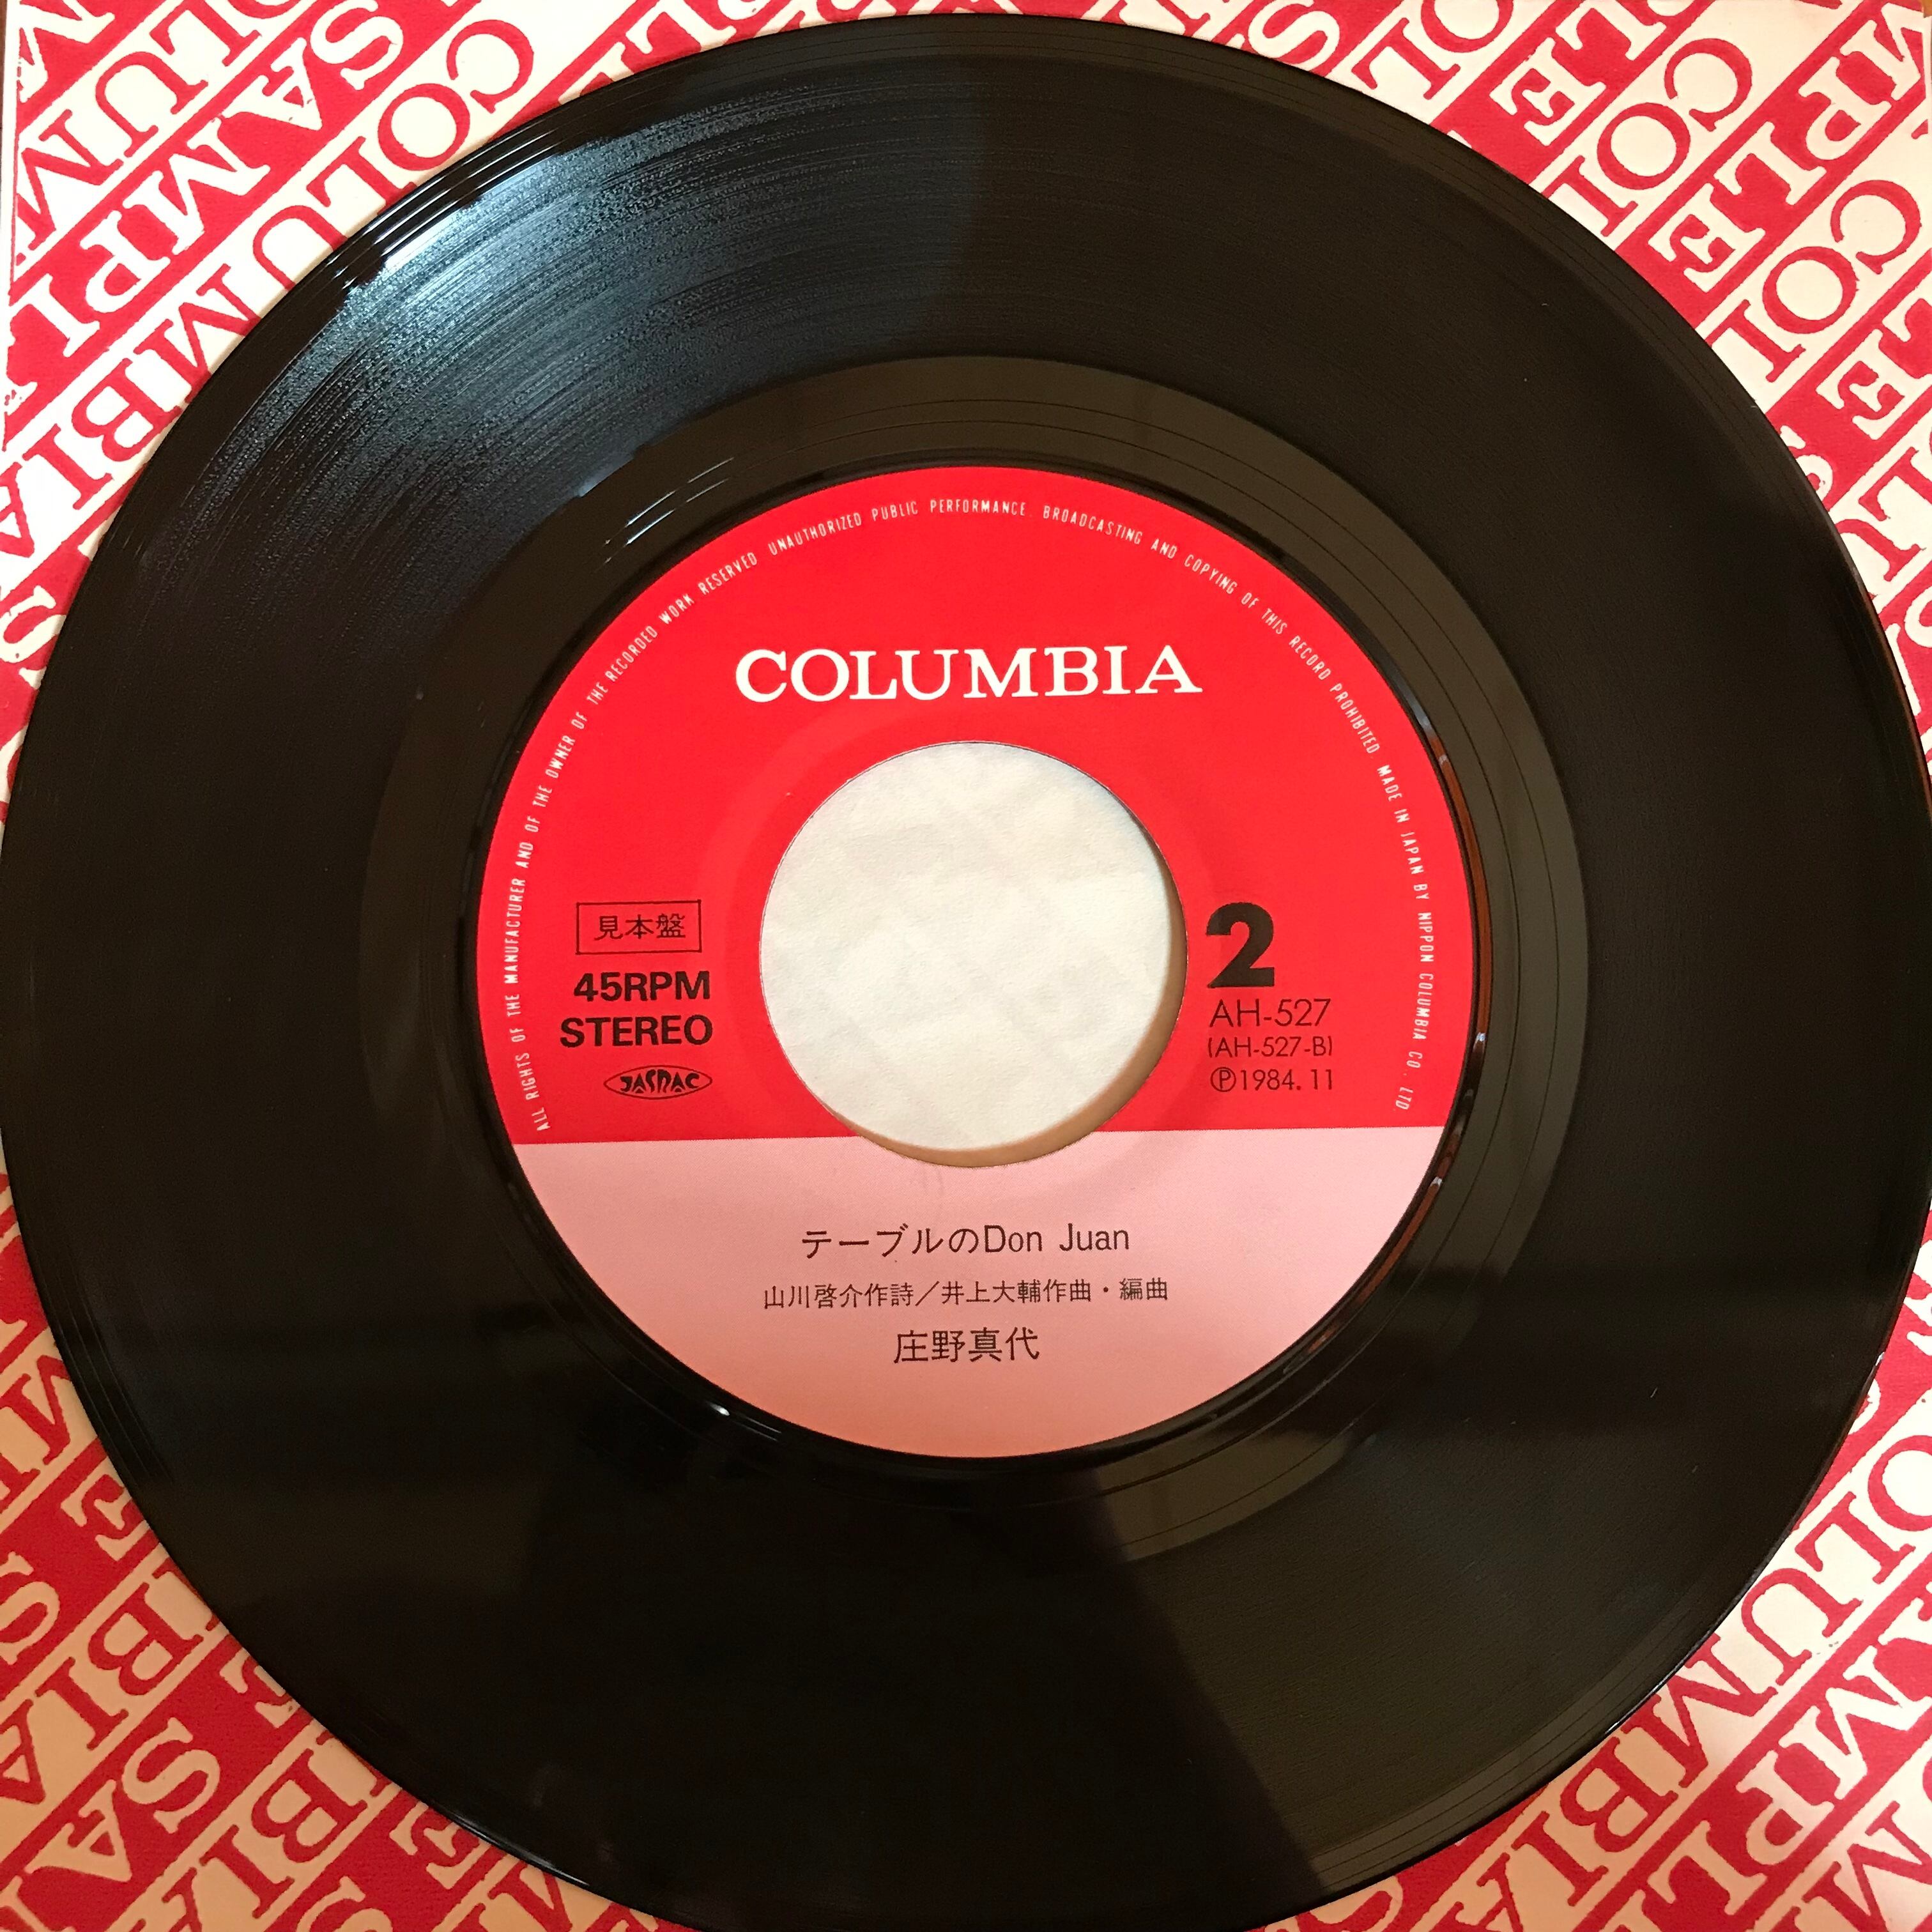 ALL RIGHTS OF THE MANUFACTURER AND OF THE OWNER OF THE RECORDED WORK RESERVED UNAUTHORIZED PUBLIC PERFORMANCE BROADCASTING AND COPYING OF THIS RECORD PROHIBITED MADE IN JAPAN BY NIPPON COLUMBIA CO., LTD
COLUMBIA
見本盤
45RPM
STEREO
JASRAC
2
AH-527
(AH-527-B)
Ⓟ1984.11
テーブルのDon Juan
山川啓介作詩／井上大輔作曲・編曲
庄野真代
COLUMBIA
SAMPLE